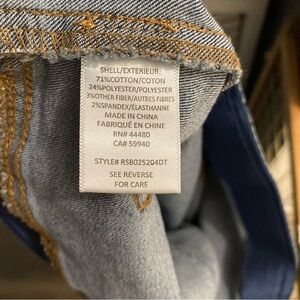 SHELL/EXTERIEUR:
71%COTTON/COTON
24%POLYESTER/POLYESTER
3%OTHER FIBER/AUTRES FIBRES
2%SPANDEX/ÉLASTHANNE
MADE IN CHINA
FABRIQUÉ EN CHINE
RN# 44480
CA# 59940
STYLE# RSB025204DT
SEE REVERSE
FOR CARE